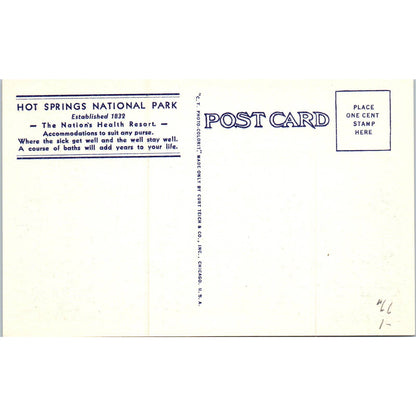 HOT SPRINGS NATIONAL PARK
Established 1832
— The Nation's Health Resort. —
Accommodations to suit any purse.
Where the sick get well and the well stay well.
A course of baths will add years to your life.
"C. T. PHOTO-COLORIT" MADE ONLY BY CURT TEICH & CO., INC., CHICAGO, U. S. A.
POST CARD
PLACE
ONE CENT
STAMP
HERE